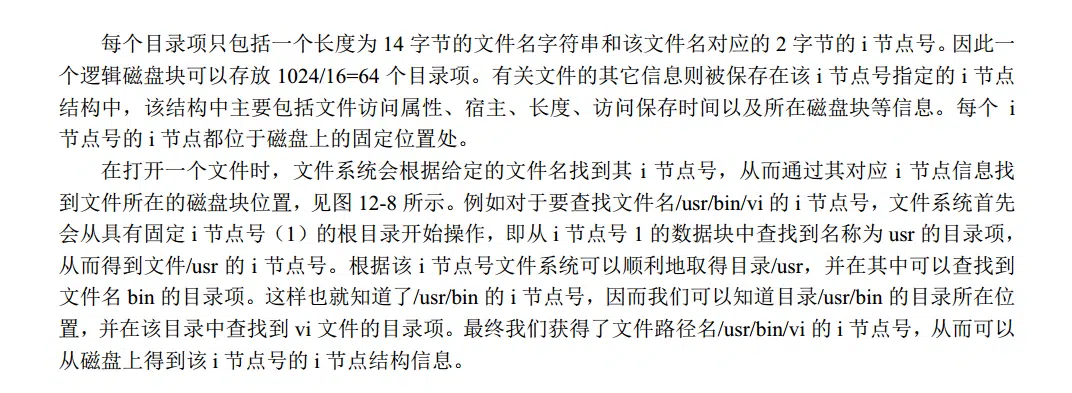 每个目录项只包括一个长度为 14 字节的文件名字符串和该文件名对应的 2 字节的 i 节点号。因此一
个逻辑磁盘块可以存放 1024/16=64 个目录项。有关文件的其它信息则被保存在该 i 节点号指定的 i 节点
结构中，该结构中主要包括文件访问属性、宿主、长度、访问保存时间以及所在磁盘块等信息。每个 i
节点号的 i 节点都位于磁盘上的固定位置处。
在打开一个文件时，文件系统会根据给定的文件名找到其 i 节点号，从而通过其对应 i 节点信息找
到文件所在的磁盘块位置，见图 12-8 所示。例如对于要查找文件名/usr/bin/vi 的 i 节点号，文件系统首先
会从具有固定 i 节点号（1）的根目录开始操作，即从 i 节点号 1 的数据块中查找到名称为 usr 的目录项，
从而得到文件/usr 的 i 节点号。根据该 i 节点号文件系统可以顺利地取得目录/usr，并在其中可以查找到
文件名 bin 的目录项。这样也就知道了/usr/bin 的 i 节点号，因而我们可以知道目录/usr/bin 的目录所在位
置，并在该目录中查找到 vi 文件的目录项。最终我们获得了文件路径名/usr/bin/vi 的 i 节点号，从而可以
从磁盘上得到该 i 节点号的 i 节点结构信息。